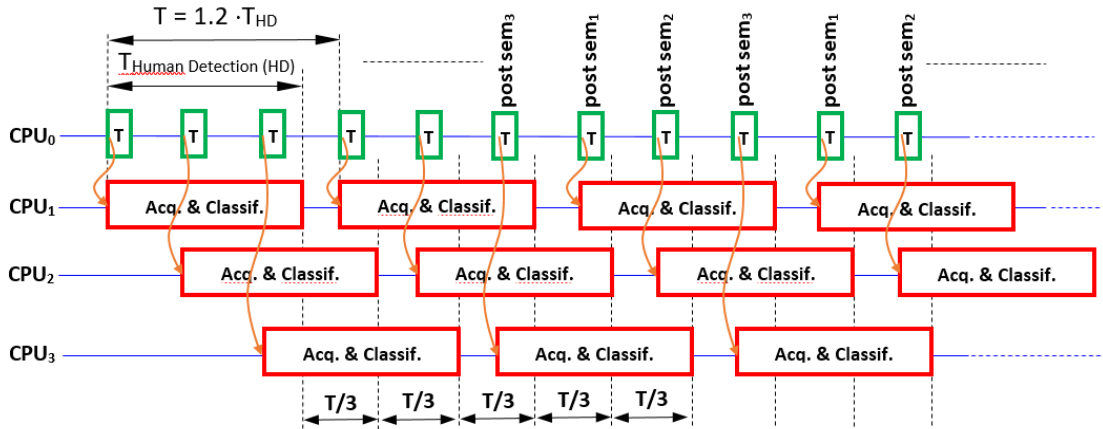 T = 1.2 ·T_HD
T_Human Detection (HD)
post sem₃
post sem₁
post sem₂
post sem₃
post sem₁
post sem₂
CPU₀ T T T T T T T T T T T
CPU₁ Acq. & Classif. Acq. & Classif. Acq. & Classif. Acq. & Classif.
CPU₂ Acq. & Classif. Acq. & Classif. Acq. & Classif. Acq. & Classif.
CPU₃ Acq. & Classif. Acq. & Classif. Acq. & Classif.
T/3 T/3 T/3 T/3 T/3